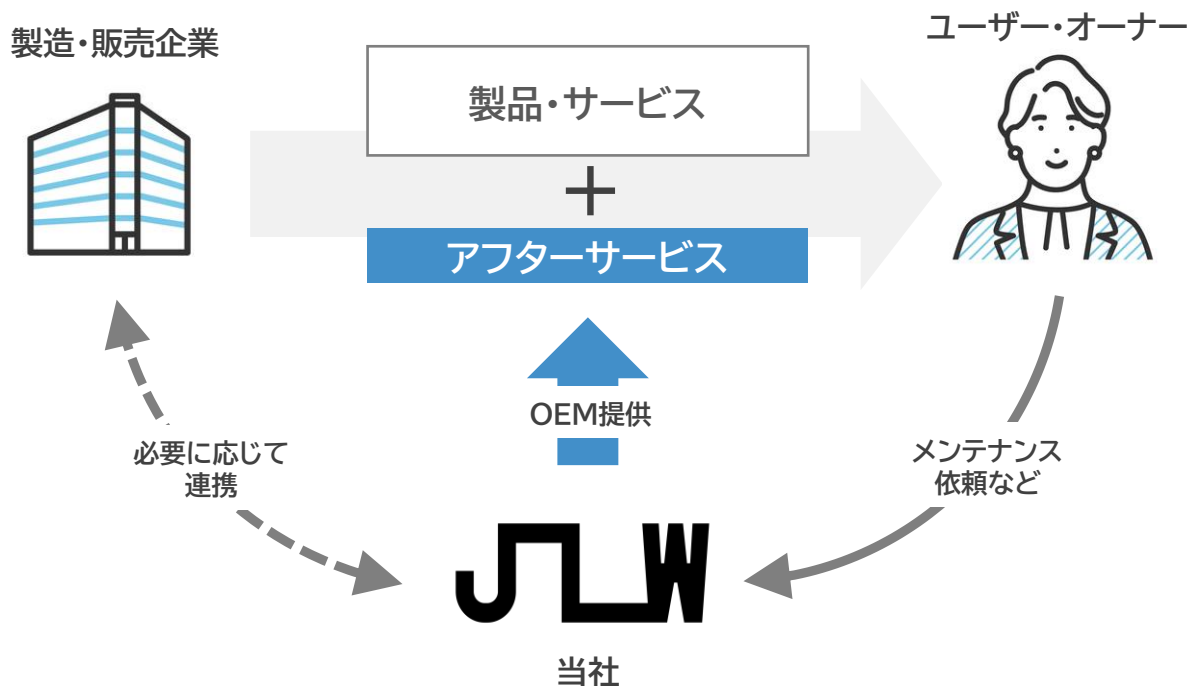 製造・販売企業
ユーザー・オーナー
製品・サービス
+
アフターサービス
OEM提供
必要に応じて
連携
メンテナンス
依頼など
JLW
当社